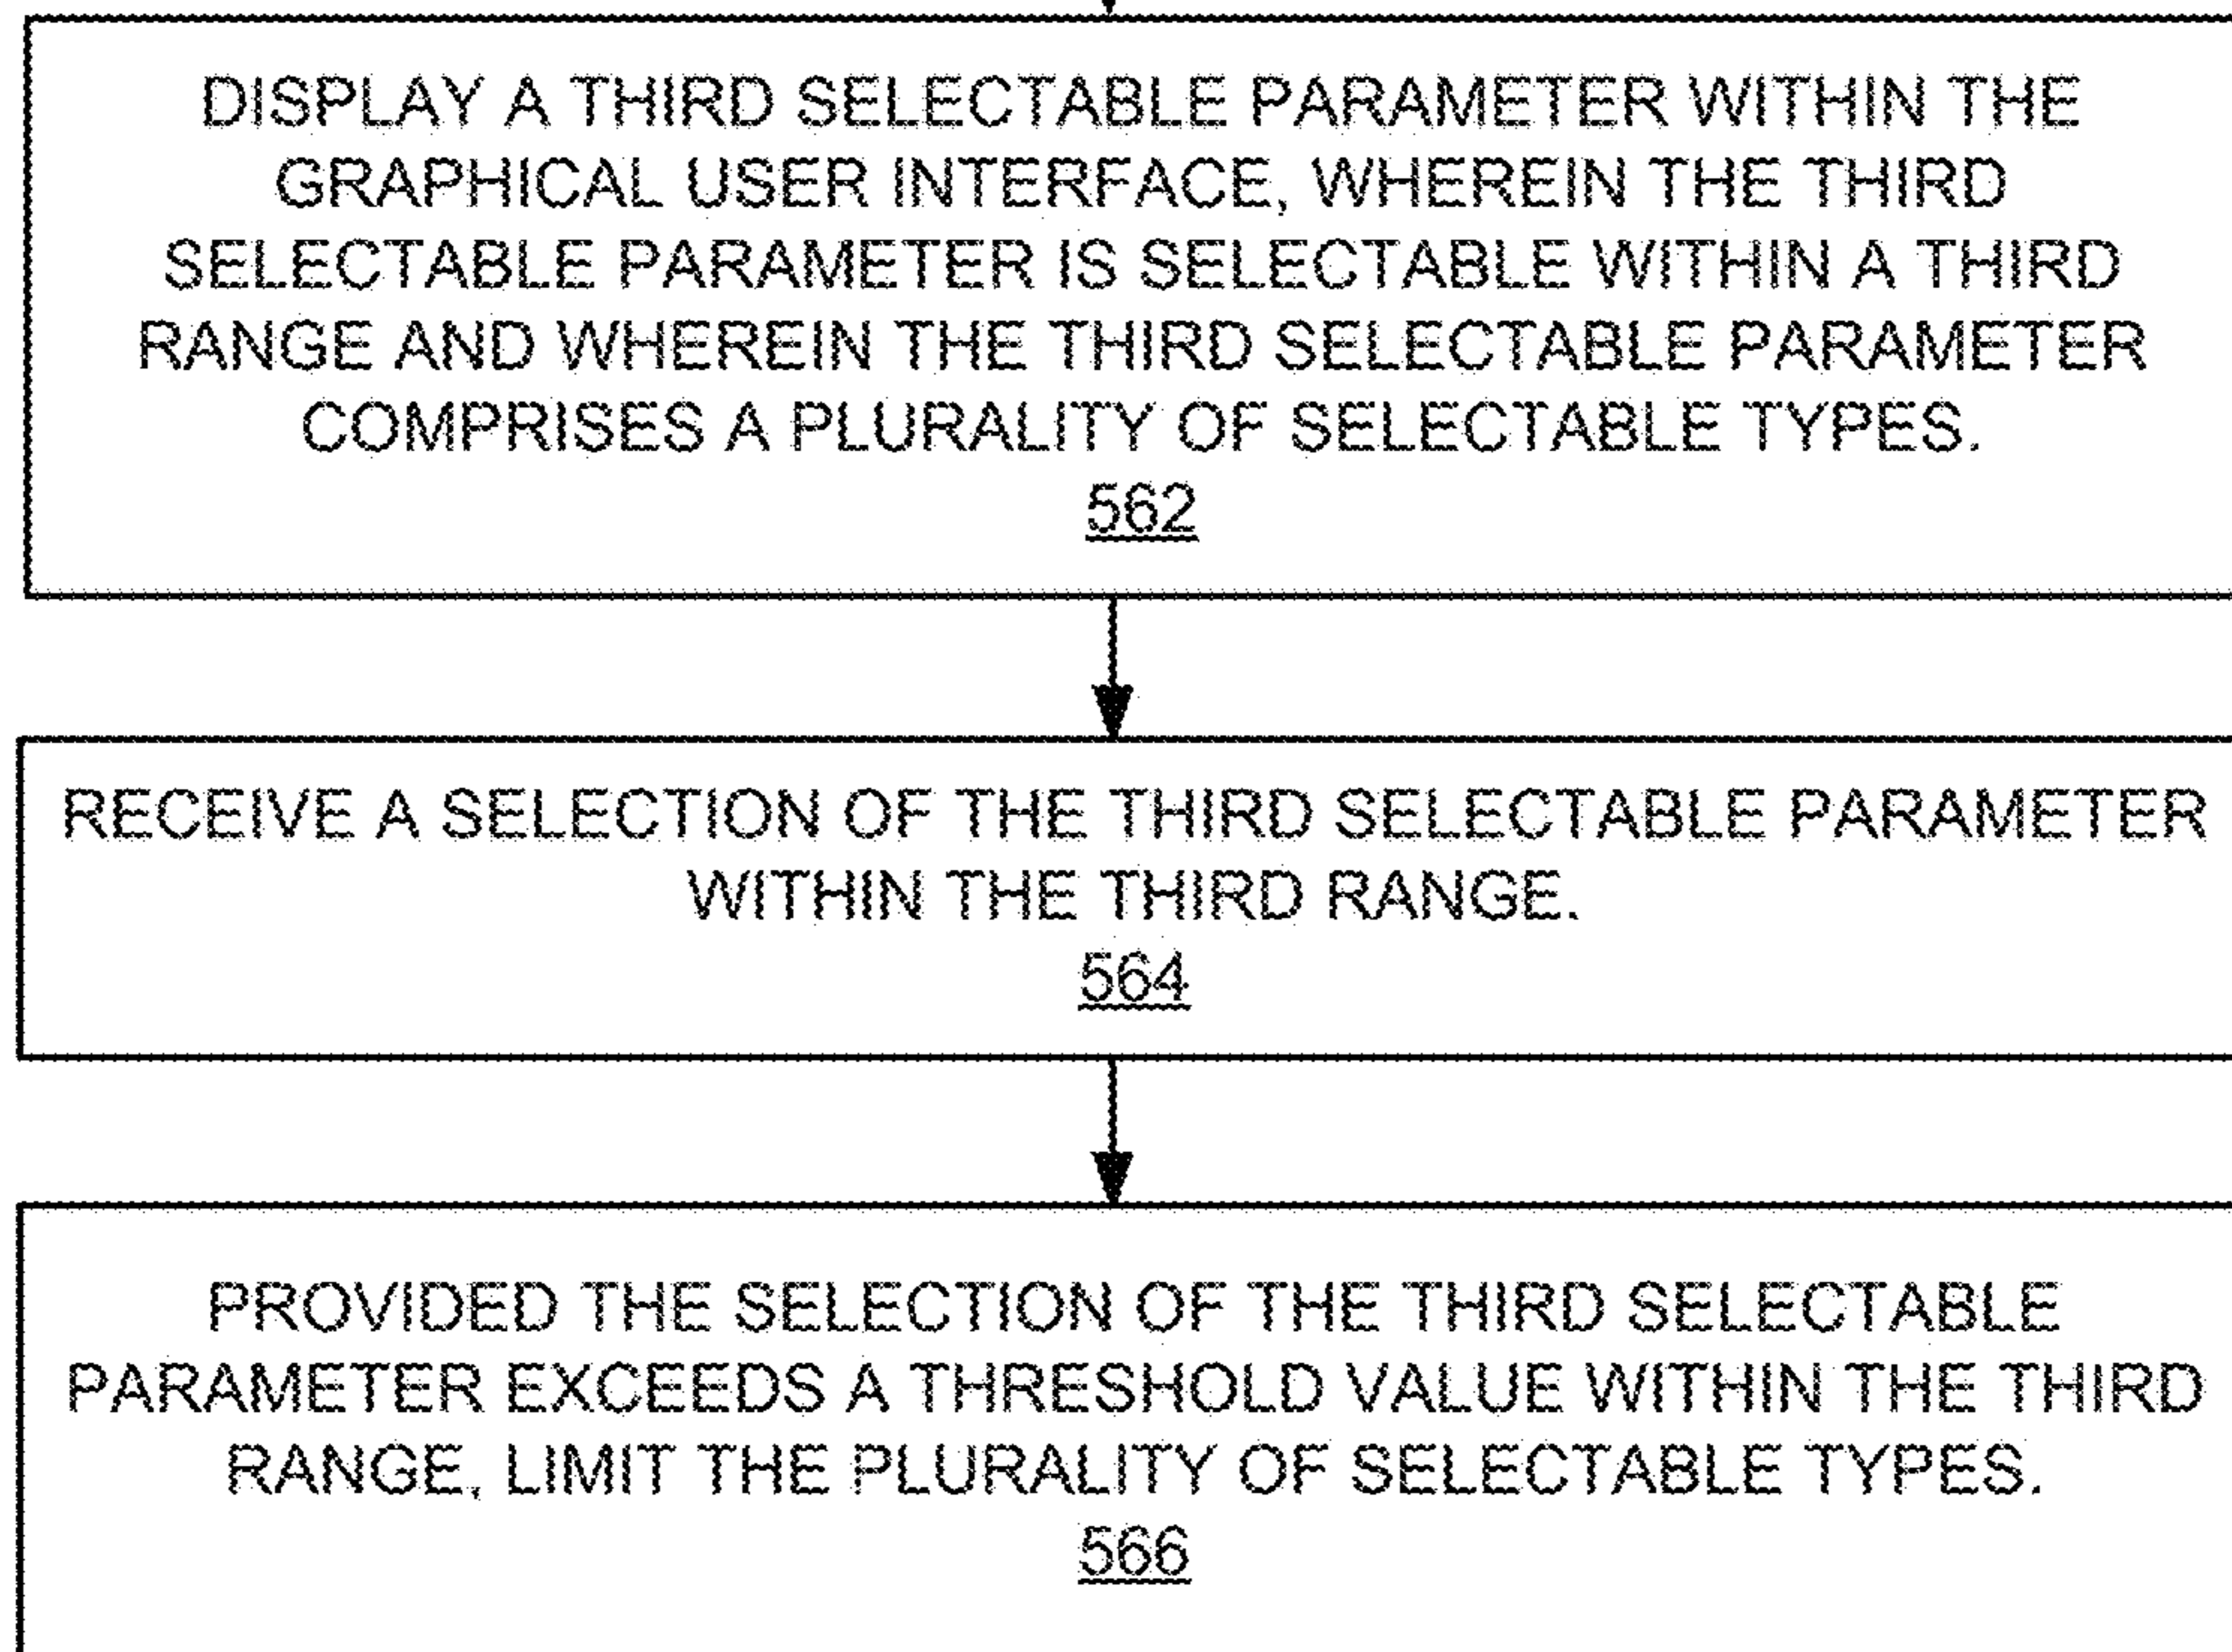 DISPLAY A THIRD SELECTABLE PARAMETER WITHIN THE
GRAPHICAL USER INTERFACE, WHEREIN THE THIRD
SELECTABLE PARAMETER IS SELECTABLE WITHIN A THIRD
RANGE AND WHEREIN THE THIRD SELECTABLE PARAMETER
COMPRISES A PLURALITY OF SELECTABLE TYPES.
562
RECEIVE A SELECTION OF THE THIRD SELECTABLE PARAMETER
WITHIN THE THIRD RANGE.
564
PROVIDED THE SELECTION OF THE THIRD SELECTABLE
PARAMETER EXCEEDS A THRESHOLD VALUE WITHIN THE THIRD
RANGE, LIMIT THE PLURALITY OF SELECTABLE TYPES.
566